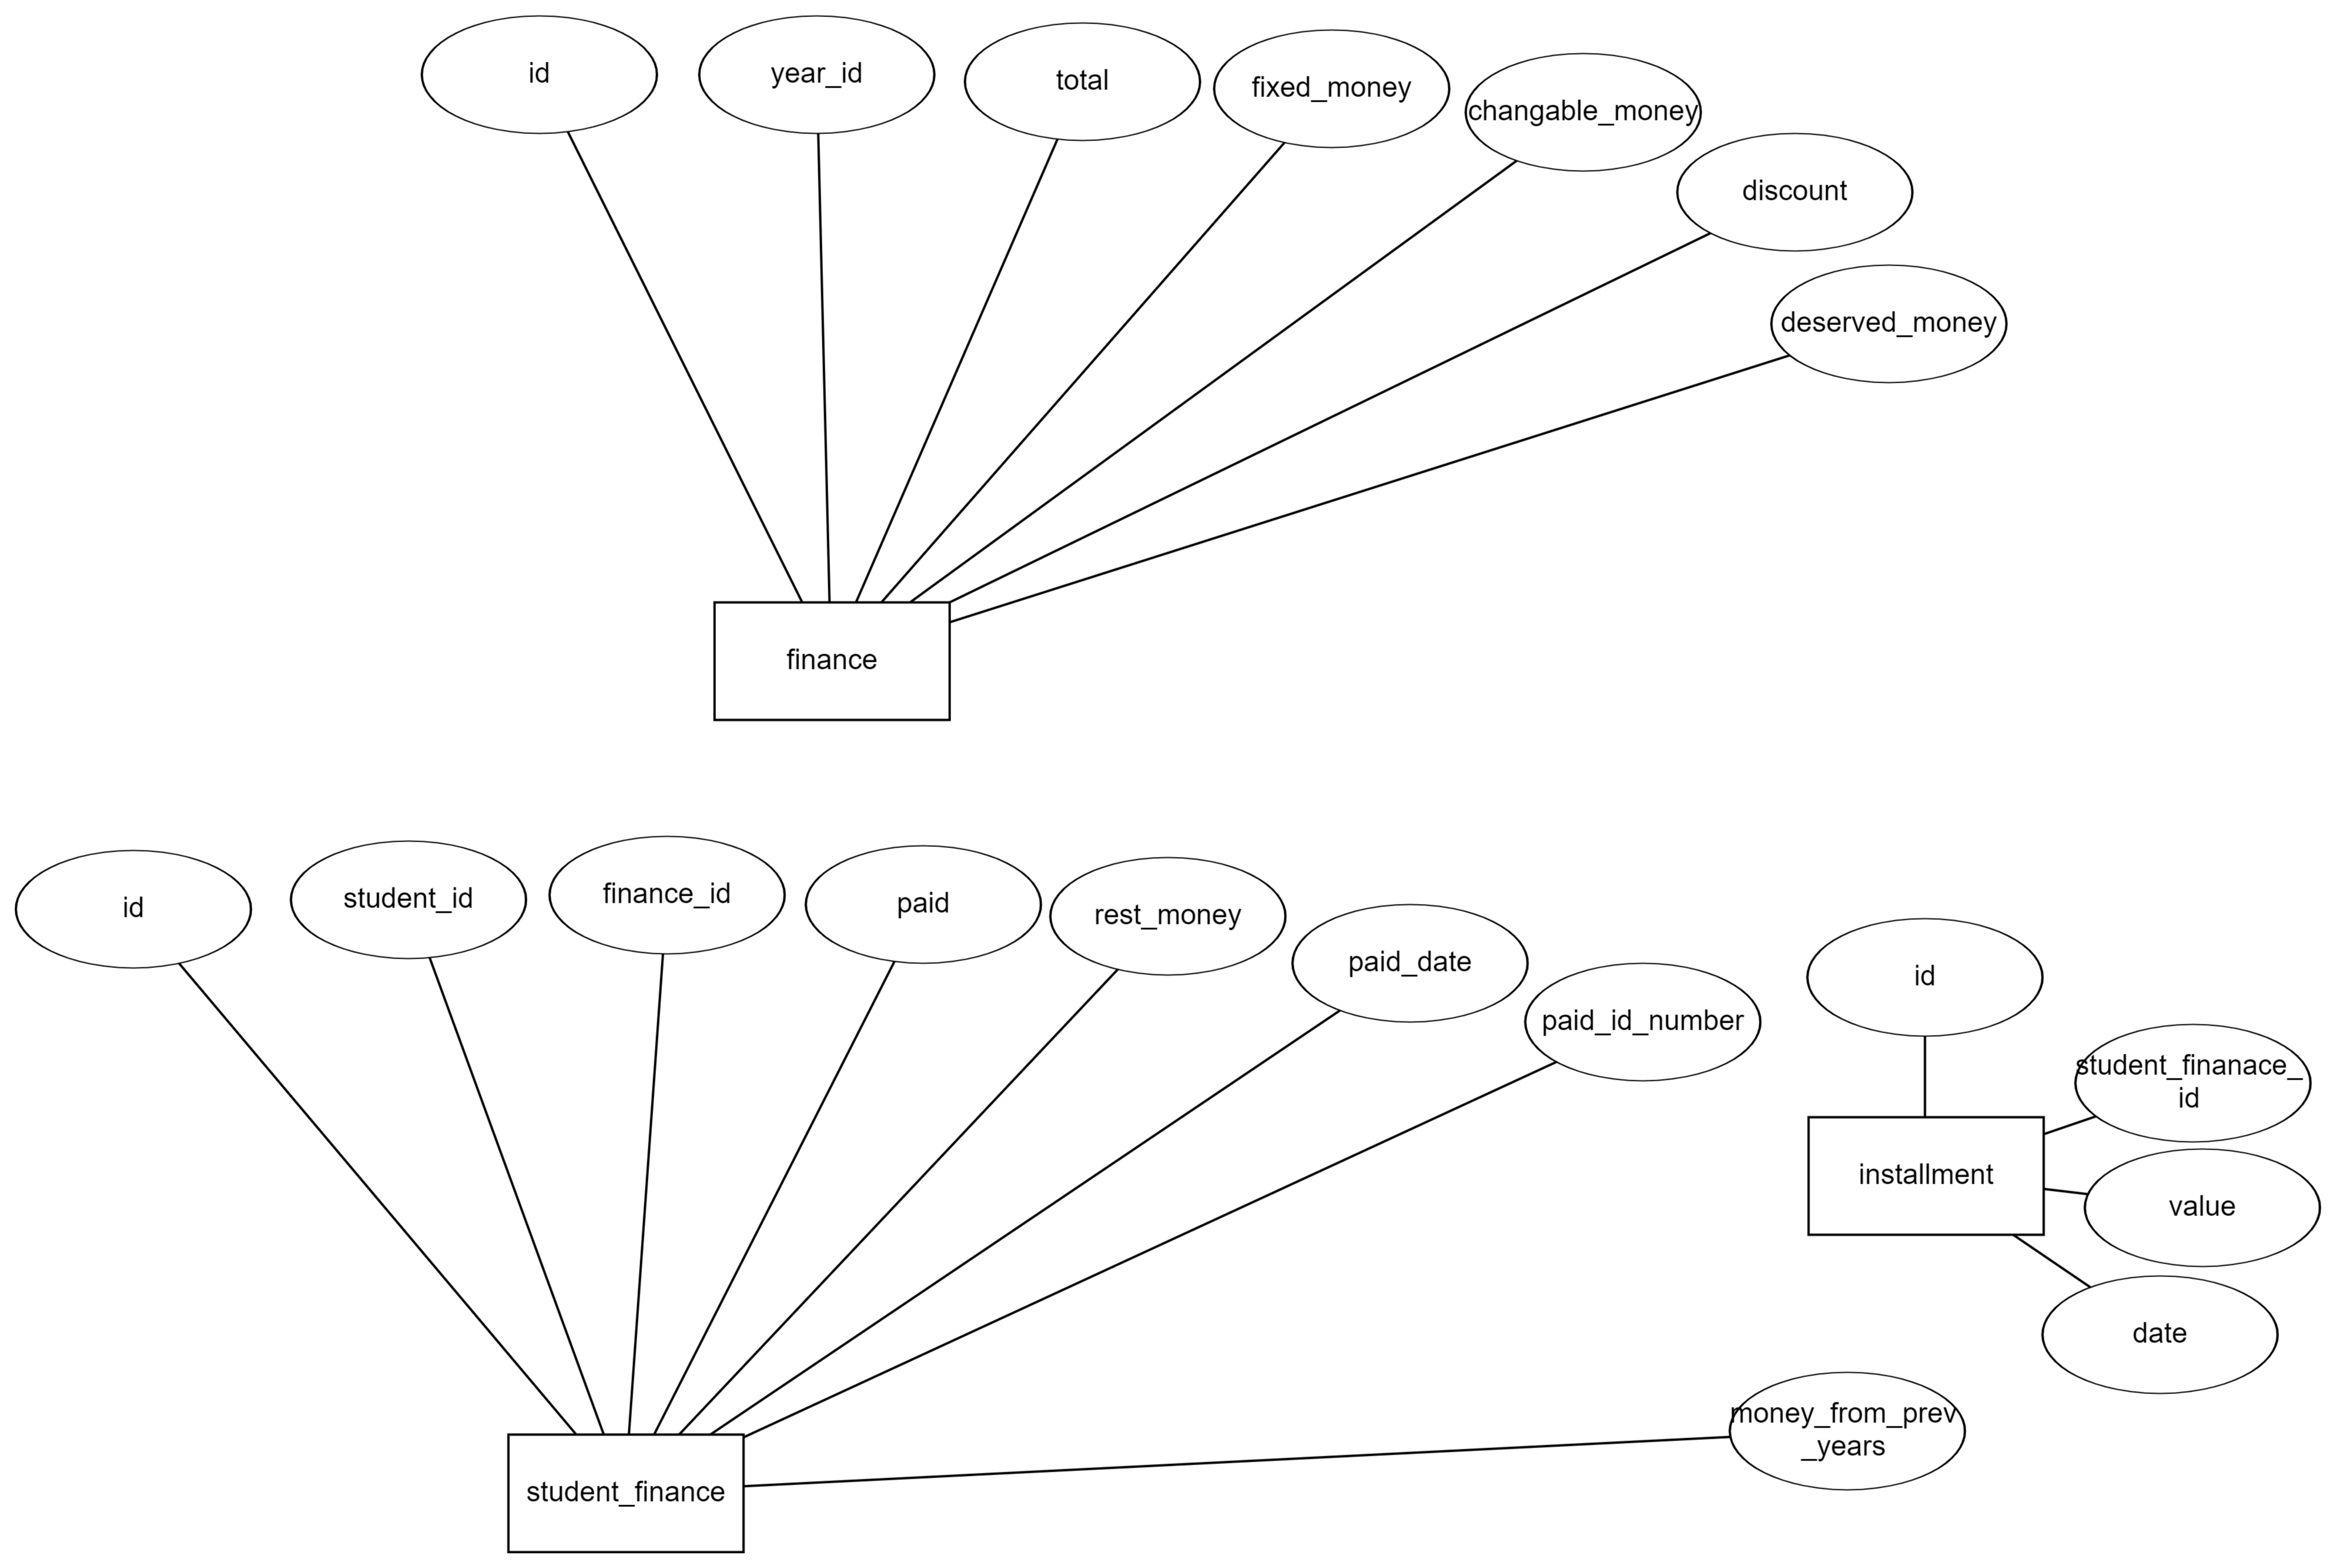 id
year_id
total
fixed_money
changable_money
discount
deserved_money
finance
id
student_id
finance_id
paid
rest_money
paid_date
paid_id_number
id
student_finanace_
id
installment
value
date
money_from_prev
_years
student_finance